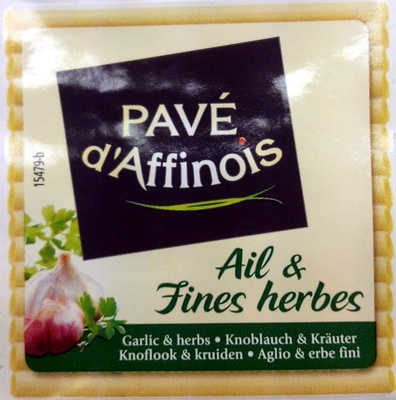 PAVÉ
d'Affinois
15479-b
Ail &
Fines herbes
Garlic & herbs • Knoblauch & Kräuter
Knoflook & kruiden • Aglio & erbe fini